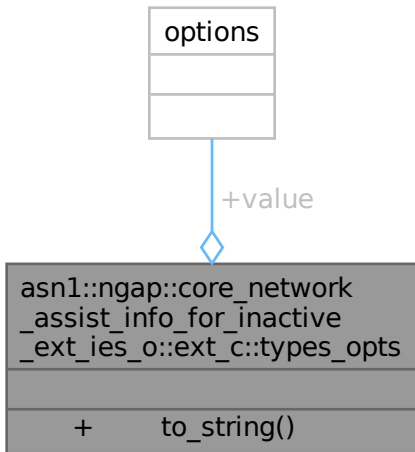 options
+value
asn1::ngap::core_network
_assist_info_for_inactive
_ext_ies_o::ext_c::types_opts
+ to_string()